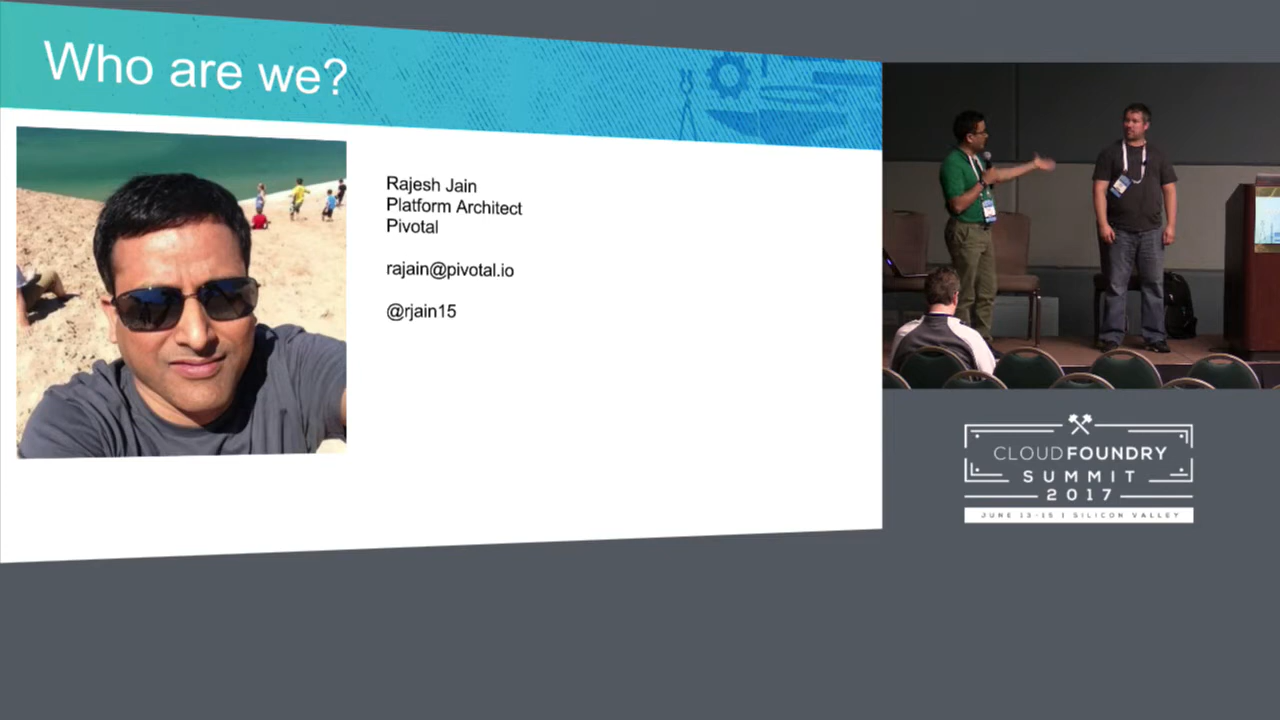 Who are we?
Rajesh Jain
Platform Architect
Pivotal
rajain@pivotal.io
@rjain15
CLOUD FOUNDRY
SUMMIT
2017
JUNE 13-15 | SILICON VALLEY